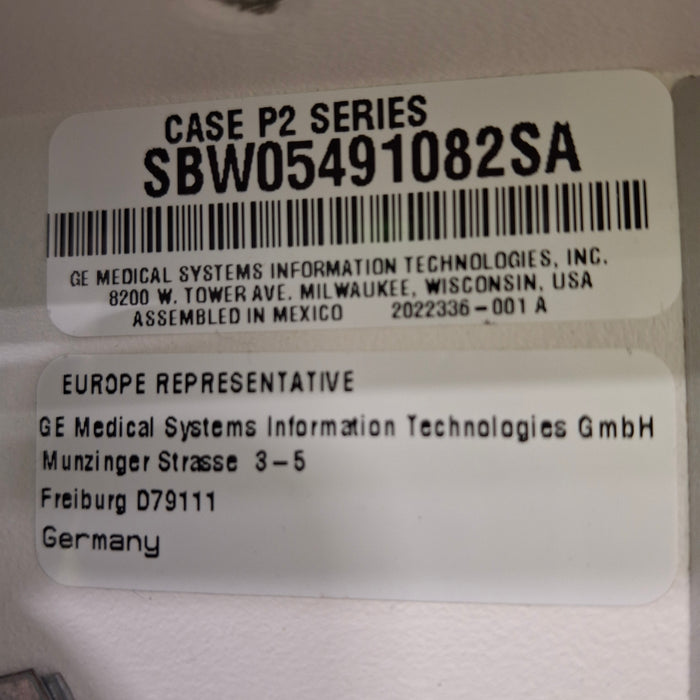 CASE P2 SERIES
SBW05491082SA
GE MEDICAL SYSTEMS INFORMATION TECHNOLOGIES, INC.
8200 W. TOWER AVE. MILWAUKEE, WISCONSIN, USA
ASSEMBLED IN MEXICO 2022336-001 A
EUROPE REPRESENTATIVE
GE Medical Systems Information Technologies GmbH
Munzinger Strasse 3-5
Freiburg D79111
Germany